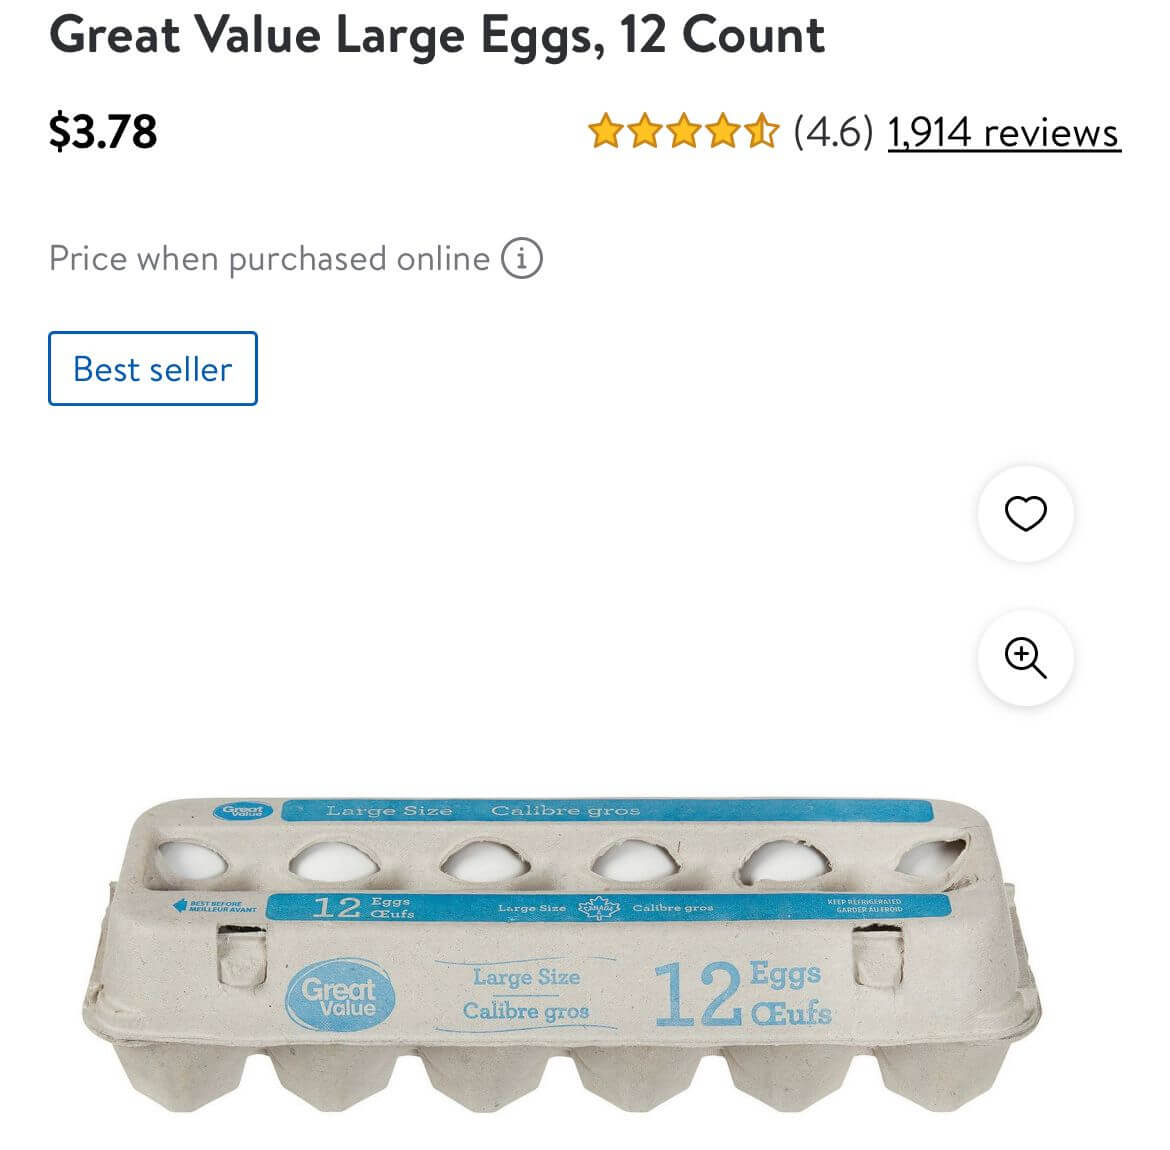 Great Value Large Eggs, 12 Count
$3.78
(4.6) 1,914 reviews
Price when purchased online
Best seller
Great Value
Large Size Calibre gros
BEST BEFORE
MEILLEUR AVANT
12 Eggs Œufs
Large Size CANADA Calibre gros
KEEP REFRIGERATED
GARDER AU FROID
Great Value
Large Size
Calibre gros
12 Eggs Œufs